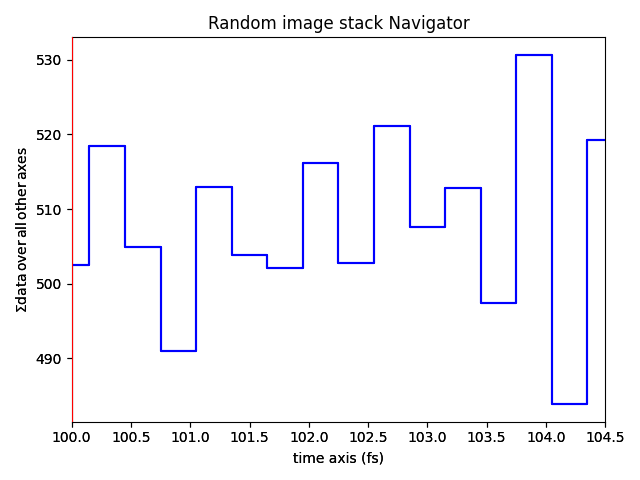 Random image stack Navigator
530
520
510
500
490
Σdata over all other axes
100.0 100.5 101.0 101.5 102.0 102.5 103.0 103.5 104.0 104.5
time axis (fs)